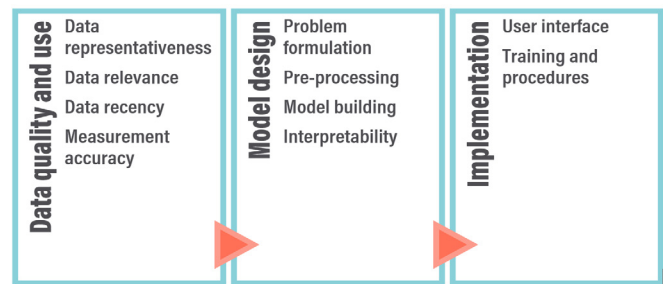 Data quality and use
Data
representativeness
Data relevance
Data recency
Measurement
accuracy
Model design
Problem
formulation
Pre-processing
Model building
Interpretability
Implementation
User interface
Training and
procedures